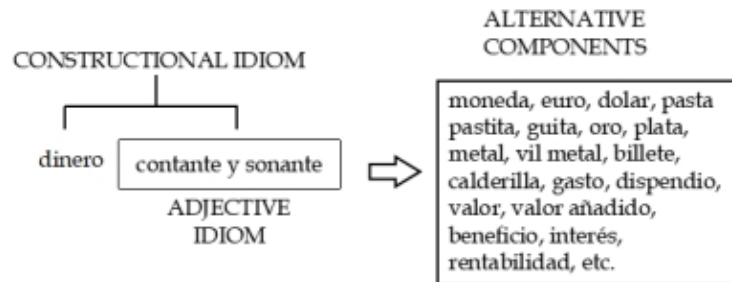 CONSTRUCTIONAL IDIOM
dinero
contante y sonante
ADJECTIVE
IDIOM
ALTERNATIVE
COMPONENTS
moneda, euro, dolar, pasta
pastita, guita, oro, plata,
metal, vil metal, billete,
calderilla, gasto, dispendio,
valor, valor añadido,
beneficio, interés,
rentabilidad, etc.